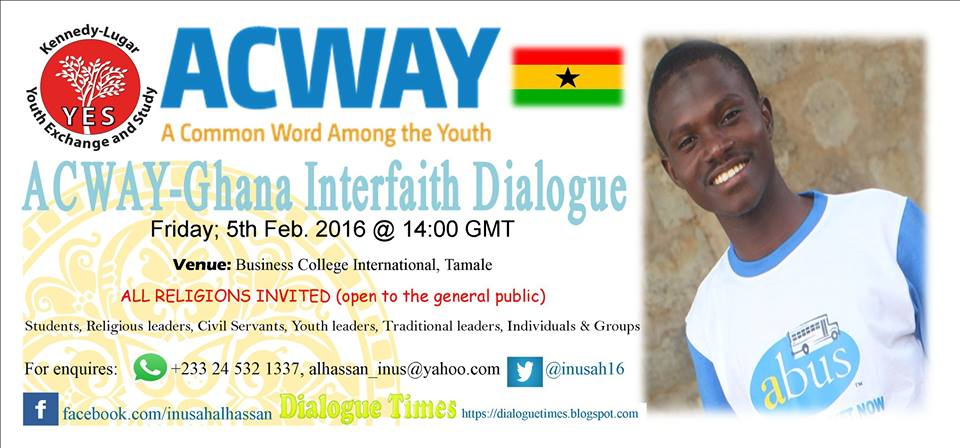 Kennedy-Lugar
YES
Youth Exchange and Study
ACWAY
A Common Word Among the Youth
ACWAY-Ghana Interfaith Dialogue
Friday; 5th Feb. 2016 @ 14:00 GMT
Venue: Business College International, Tamale
ALL RELIGIONS INVITED (open to the general public)
Students, Religious leaders, Civil Servants, Youth leaders, Traditional leaders, Individuals & Groups
For enquires: +233 24 532 1337, alhassan_inus@yahoo.com @inusah16
facebook.com/inusahalhassan Dialogue Times https://dialoguetimes.blogspot.com
abus™
NOW